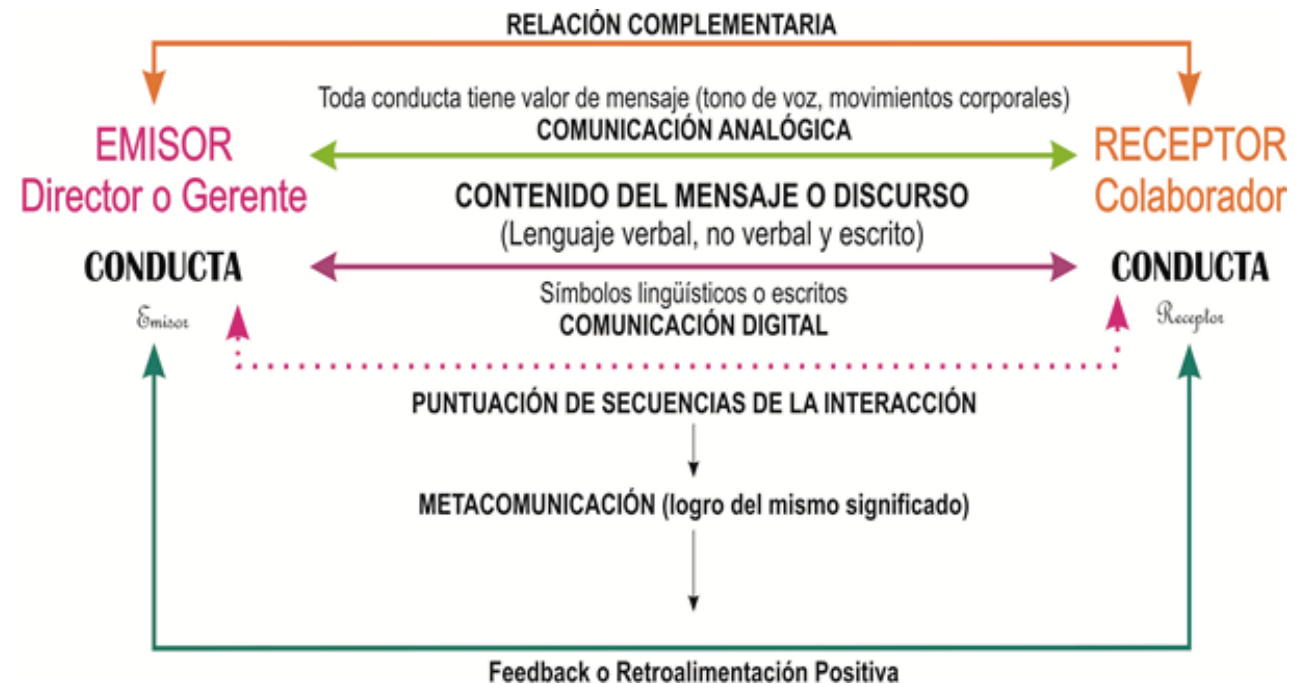 RELACIÓN COMPLEMENTARIA
Toda conducta tiene valor de mensaje (tono de voz, movimientos corporales)
COMUNICACIÓN ANALÓGICA
EMISOR
Director o Gerente
RECEPTOR
Colaborador
CONTENIDO DEL MENSAJE O DISCURSO
(Lenguaje verbal, no verbal y escrito)
CONDUCTA
Emisor
CONDUCTA
Receptor
Símbolos lingüísticos o escritos
COMUNICACIÓN DIGITAL
PUNTUACIÓN DE SECUENCIAS DE LA INTERACCIÓN
METACOMUNICACIÓN (logro del mismo significado)
Feedback o Retroalimentación Positiva